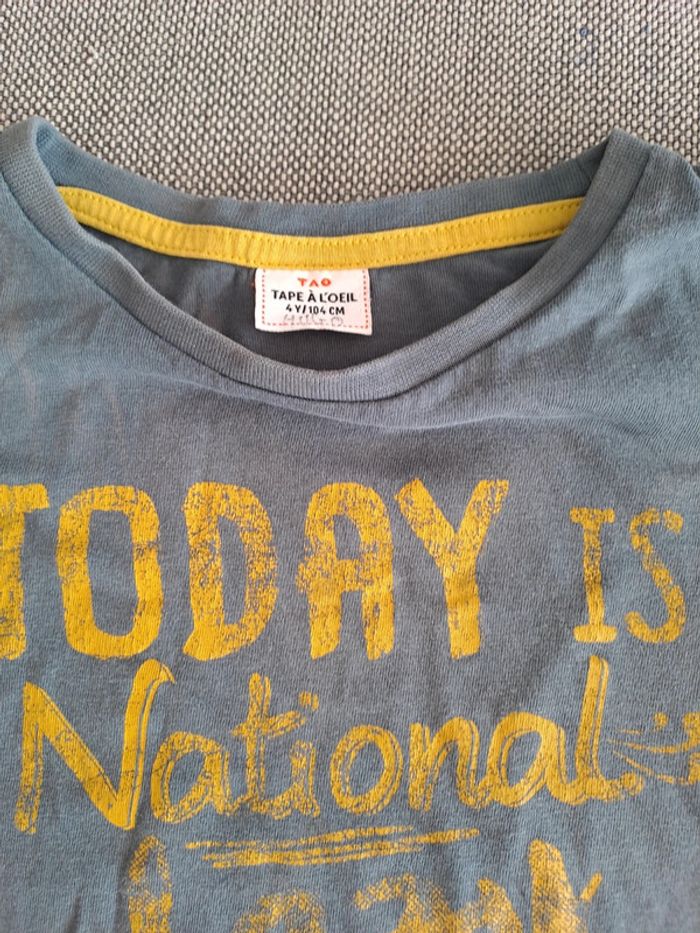 TAO
TAPE À L'OEIL
4Y/104 CM
TODAY IS
National